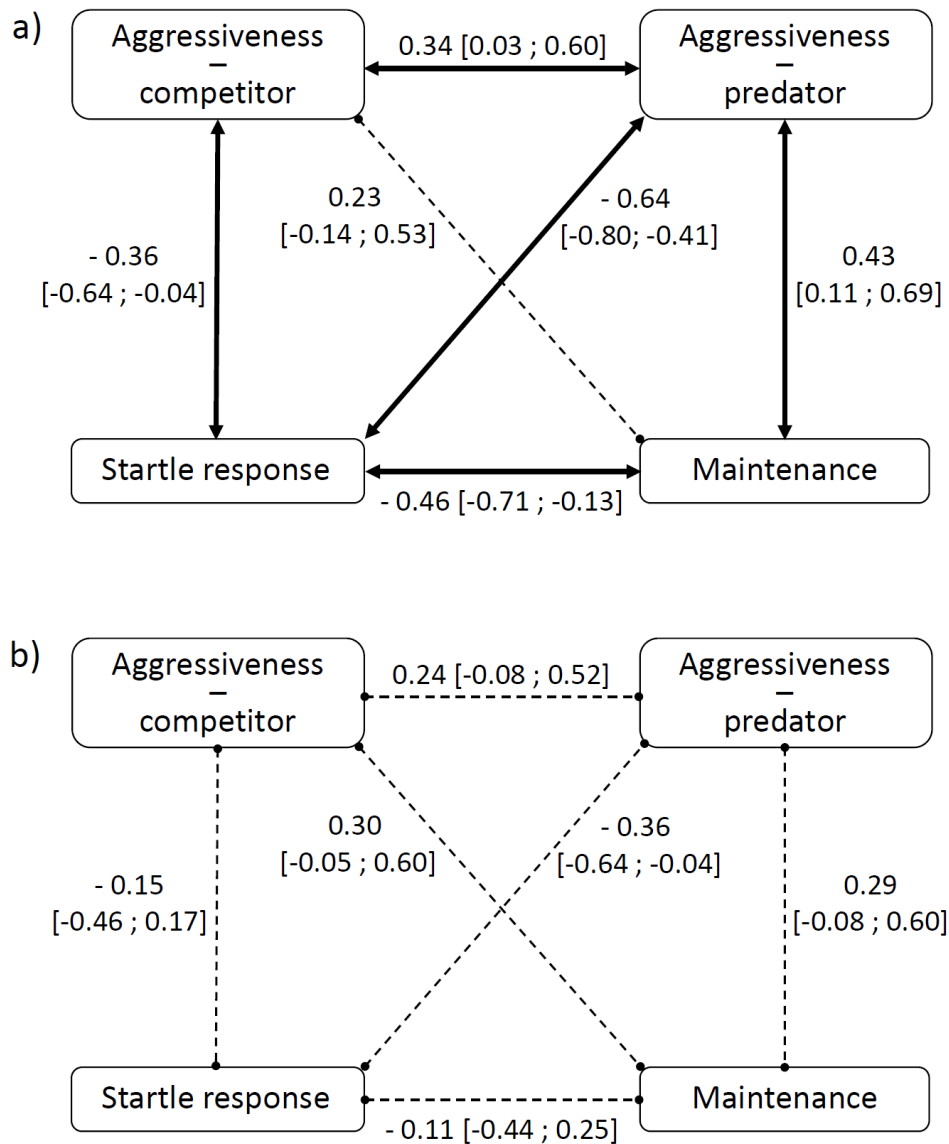 a)
Aggressiveness
–
competitor
0.34 [0.03 ; 0.60]
Aggressiveness
–
predator
0.23
[-0.14 ; 0.53]
- 0.64
[-0.80; -0.41]
- 0.36
[-0.64 ; -0.04]
0.43
[0.11 ; 0.69]
Startle response
- 0.46 [-0.71 ; -0.13]
Maintenance
b)
Aggressiveness
–
competitor
0.24 [-0.08 ; 0.52]
Aggressiveness
–
predator
0.30
[-0.05 ; 0.60]
- 0.36
[-0.64 ; -0.04]
- 0.15
[-0.46 ; 0.17]
0.29
[-0.08 ; 0.60]
Startle response
- 0.11 [-0.44 ; 0.25]
Maintenance